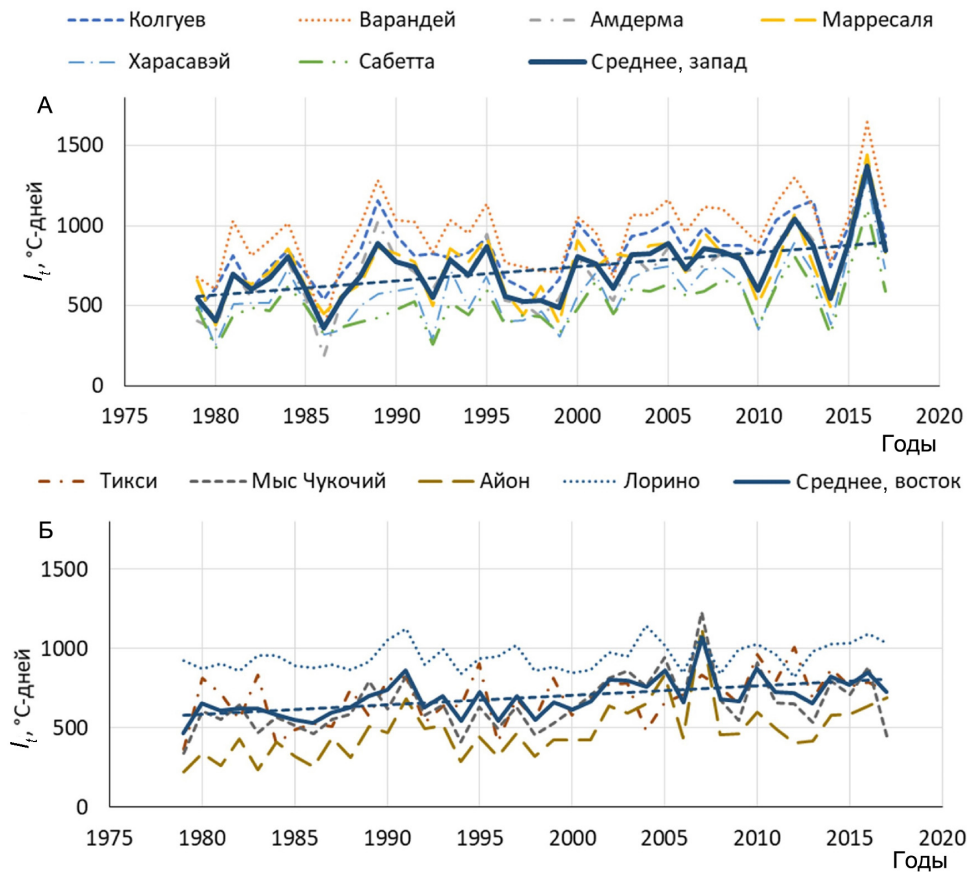 Колгуев Варандей Амдерма Марресаля
Харасавэй Сабетта Среднее, запад
А
Iₜ, °С-дней
1500
1000
500
0
1975 1980 1985 1990 1995 2000 2005 2010 2015 2020
Годы
Тикси Мыс Чукочий Айон Лорино Среднее, восток
Б
Iₜ, °С-дней
1500
1000
500
0
1975 1980 1985 1990 1995 2000 2005 2010 2015 2020
Годы